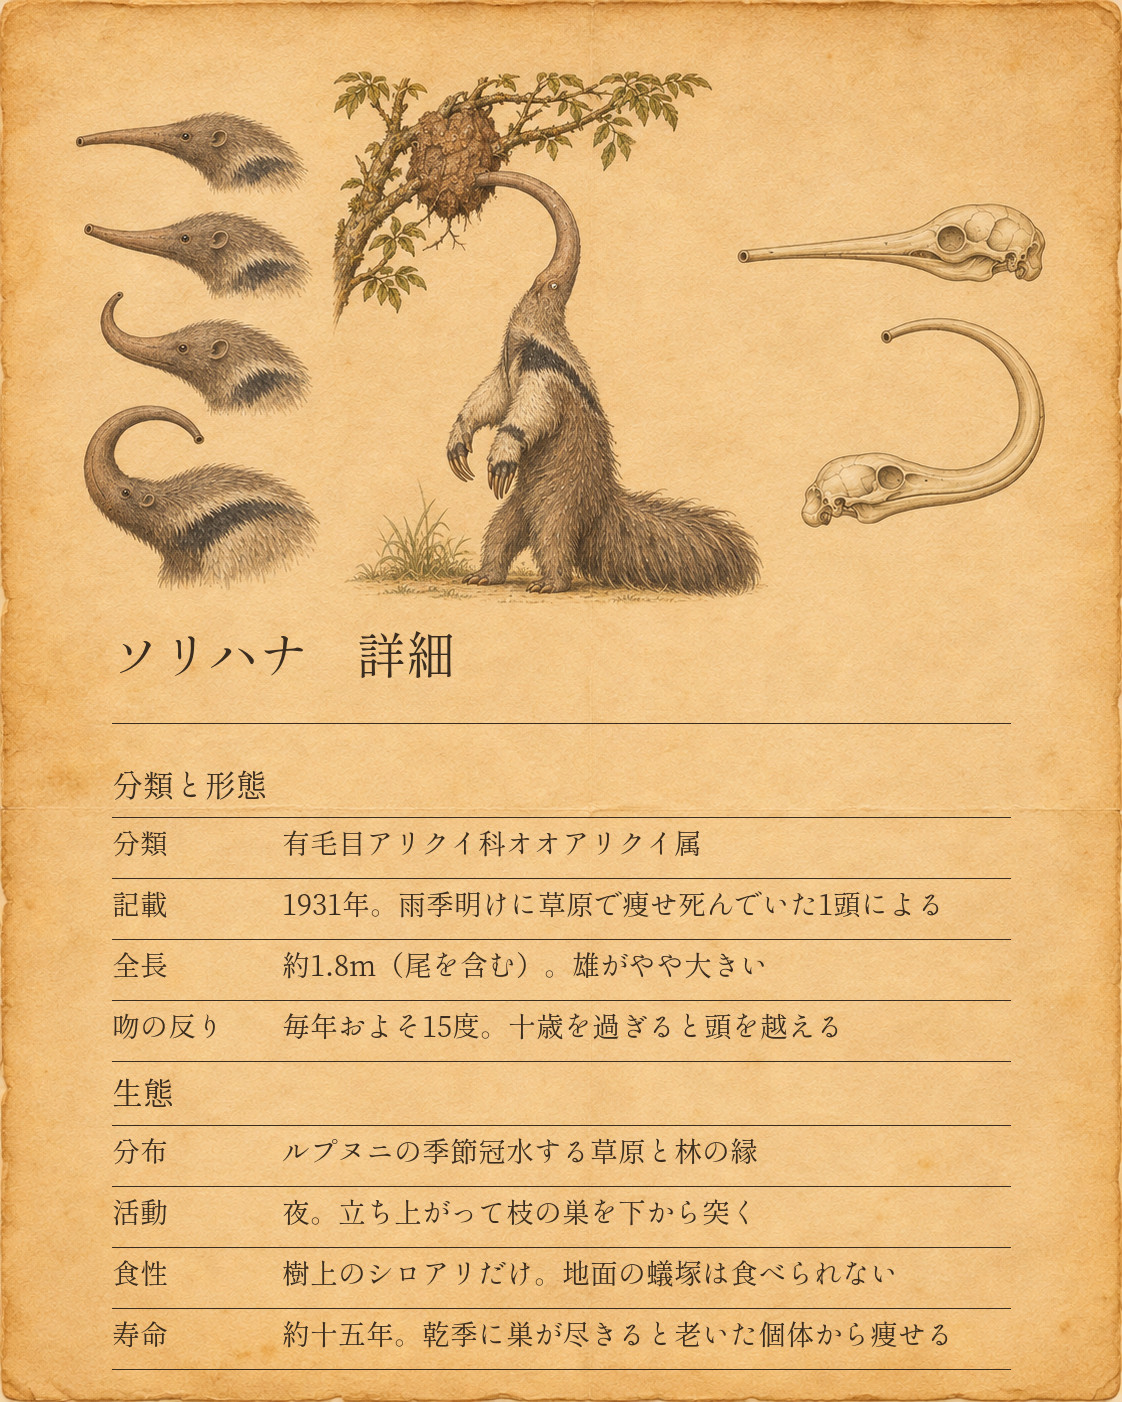 ソリハナ　詳細
分類と形態
分類　有毛目アリクイ科オオアリクイ属
記載　1931年。雨季明けに草原で痩せ死んでいた1頭による
全長　約1.8m（尾を含む）。雄がやや大きい
吻の反り　毎年およそ15度。十歳を過ぎると頭を越える
生態
分布　ルプヌニの季節冠水する草原と林の縁
活動　夜。立ち上がって枝の巣を下から突く
食性　樹上のシロアリだけ。地面の蟻塚は食べられない
寿命　約十五年。乾季に巣が尽きると老いた個体から痩せる